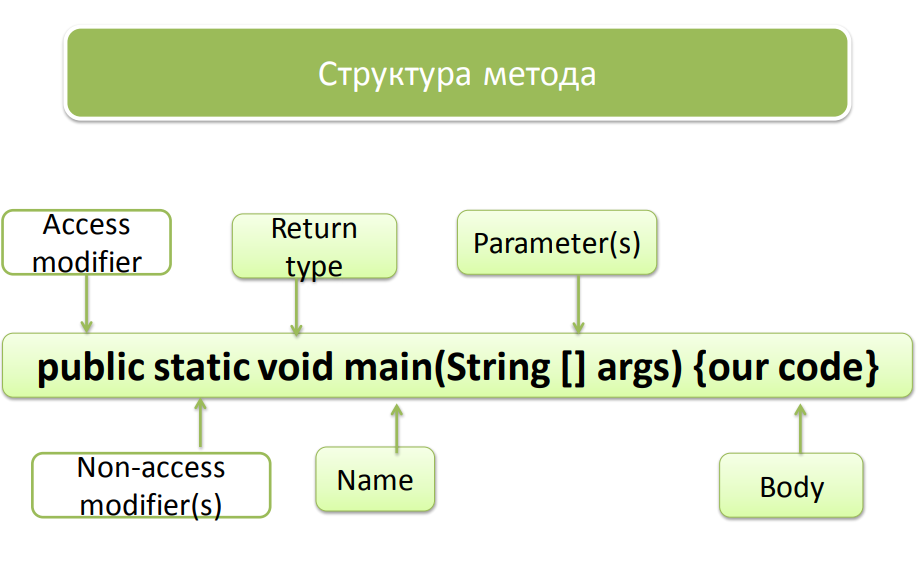 Структура метода
Access
modifier
Return
type
Parameter(s)
public static void main(String [] args) {our code}
Non-access
modifier(s)
Name
Body